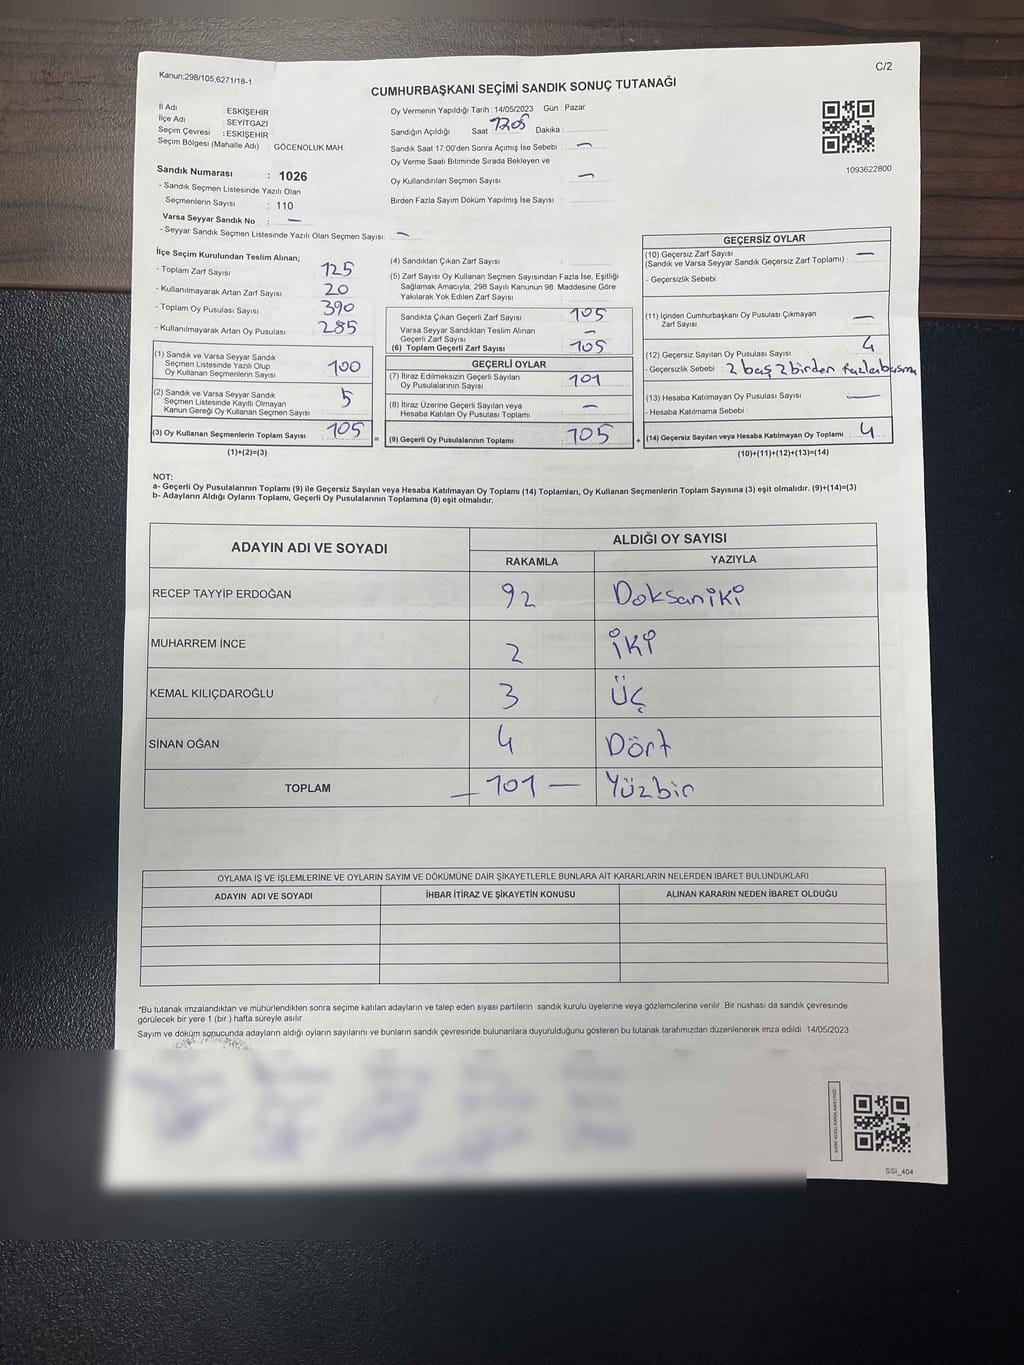 Kanun;298/105,6271/18-1
C/2
CUMHURBAŞKANI SEÇİMİ SANDIK SONUÇ TUTANAĞI
İl Adı : ESKİŞEHİR
İlçe Adı : SEYİTGAZİ
Seçim Çevresi : ESKİŞEHİR
Seçim Bölgesi (Mahalle Adı) : GÖCENOLUK MAH.
Oy Vermenin Yapıldığı Tarih : 14/05/2023 Gün : Pazar
Sandığın Açıldığı Saat 1708 Dakika :
Sandık Saat 17:00'den Sonra Açımış İse Sebebi : —
Oy Verme Saati Bitiminde Sırada Bekleyen ve
Oy Kullandırılan Seçmen Sayısı : —
Birden Fazla Sayım Döküm Yapılmış İse Sayısı :
1093622800
Sandık Numarası : 1026
- Sandık Seçmen Listesinde Yazılı Olan
Seçmenlerin Sayısı : 110
Varsa Seyyar Sandık No : —
- Seyyar Sandık Seçmen Listesinde Yazılı Olan Seçmen Sayısı: —
İlçe Seçim Kurulundan Teslim Alınan;
- Toplam Zarf Sayısı : 125
- Kullanılmayarak Artan Zarf Sayısı : 20
- Toplam Oy Pusulası Sayısı : 390
- Kullanılmayarak Artan Oy Pusulası : 285
(1) Sandık ve Varsa Seyyar Sandık
Seçmen Listesinde Yazılı Olup
Oy Kullanan Seçmenlerin Sayısı : 100
(2) Sandık ve Varsa Seyyar Sandık
Seçmen Listesinde Kayıtlı Olmayan
Kanun Gereği Oy Kullanan Seçmen Sayısı : 5
(3) Oy Kullanan Seçmenlerin Toplam Sayısı : 105
(1)+(2)=(3)
(4) Sandıktan Çıkan Zarf Sayısı :
(5) Zarf Sayısı Oy Kullanan Seçmen Sayısından Fazla İse, Eşitliği
Sağlamak Amacıyla, 298 Sayılı Kanunun 98. Maddesine Göre
Yakılarak Yok Edilen Zarf Sayısı :
Sandıkta Çıkan Geçerli Zarf Sayısı : 105
Varsa Seyyar Sandıktan Teslim Alınan
Geçerli Zarf Sayısı : —
(6) Toplam Geçerli Zarf Sayısı : 105
GEÇERLİ OYLAR
(7) İtiraz Edilmeksizin Geçerli Sayılan
Oy Pusulalarının Sayısı : 101
(8) İtiraz Üzerine Geçerli Sayılan veya
Hesaba Katılan Oy Pusulası Toplamı : —
= (9) Geçerli Oy Pusulalarının Toplamı : 105
GEÇERSİZ OYLAR
(10) Geçersiz Zarf Sayısı
(Sandık ve Varsa Seyyar Sandık Geçersiz Zarf Toplamı) : —
- Geçersizlik Sebebi :
(11) İçinden Cumhurbaşkanı Oy Pusulası Çıkmayan
Zarf Sayısı : —
(12) Geçersiz Sayılan Oy Pusulası Sayısı : 4
- Geçersizlik Sebebi : 2 boş 2 birden fazla basma
(13) Hesaba Katılmayan Oy Pusulası Sayısı : —
- Hesaba Katılmama Sebebi :
+ (14) Geçersiz Sayılan veya Hesaba Katılmayan Oy Toplamı : 4
(10)+(11)+(12)+(13)=(14)
NOT:
a- Geçerli Oy Pusulalarının Toplamı (9) ile Geçersiz Sayılan veya Hesaba Katılmayan Oy Toplamı (14) Toplamları, Oy Kullanan Seçmenlerin Toplam Sayısına (3) eşit olmalıdır. (9)+(14)=(3)
b- Adayların Aldığı Oyların Toplamı, Geçerli Oy Pusulalarının Toplamına (9) eşit olmalıdır.
ADAYIN ADI VE SOYADI
ALDIĞI OY SAYISI
RAKAMLA YAZIYLA
RECEP TAYYİP ERDOĞAN 92 Doksaniki
MUHARREM İNCE 2 iki
KEMAL KILIÇDAROĞLU 3 Üç
SİNAN OĞAN 4 Dört
TOPLAM — 101 — Yüzbir
OYLAMA İŞ VE İŞLEMLERİNE VE OYLARIN SAYIM VE DÖKÜMÜNE DAİR ŞİKAYETLERLE BUNLARA AİT KARARLARIN NELERDEN İBARET BULUNDUKLARI
ADAYIN ADI VE SOYADI İHBAR İTİRAZ VE ŞİKAYETİN KONUSU ALINAN KARARIN NEDEN İBARET OLDUĞU
*Bu tutanak imzalandıktan ve mühürlendikten sonra seçime katılan adayların ve talep eden siyasi partilerin sandık kurulu üyelerine veya gözlemcilerine verilir. Bir nüshası da sandık çevresinde
görülecek bir yere 1 (bir ) hafta süreyle asılır.
Sayım ve döküm sonucunda adayların aldığı oyların sayılarını ve bunların sandık çevresinde bulunanlara duyurulduğunu gösteren bu tutanak tarafımızdan düzenlenerek imza edildi. 14/05/2023
KARE KODU KARALAMAYINIZ!
SSI_404